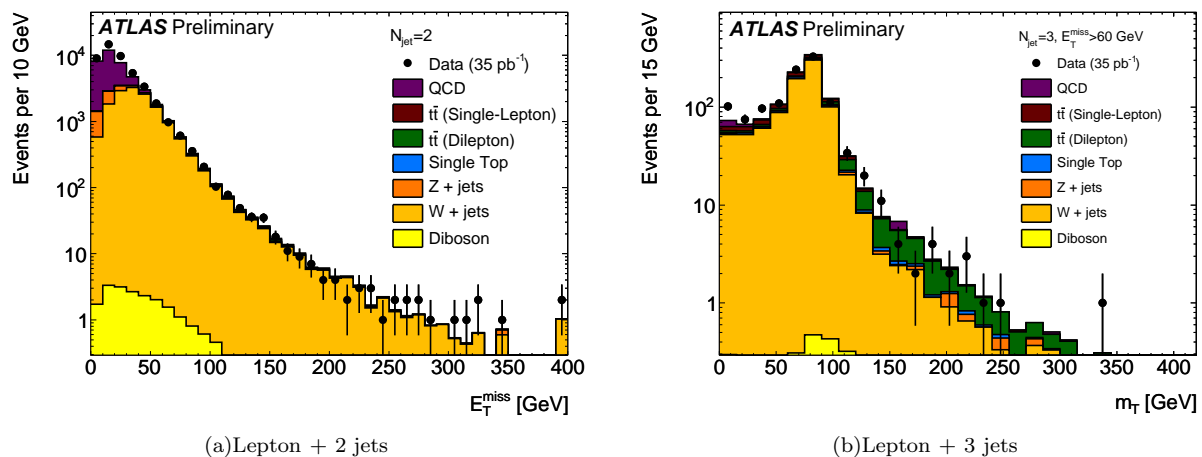 ATLAS Preliminary
N_jet=2
Data (35 pb⁻¹)
QCD
tt̄ (Single-Lepton)
tt̄ (Dilepton)
Single Top
Z + jets
W + jets
Diboson
Events per 10 GeV
10⁴
10³
10²
10
1
0 50 100 150 200 250 300 350 400
E_T^miss [GeV]
(a)Lepton + 2 jets
ATLAS Preliminary
N_jet=3, E_T^miss>60 GeV
Data (35 pb⁻¹)
QCD
tt̄ (Single-Lepton)
tt̄ (Dilepton)
Single Top
Z + jets
W + jets
Diboson
Events per 15 GeV
10²
10
1
0 50 100 150 200 250 300 350 400
m_T [GeV]
(b)Lepton + 3 jets